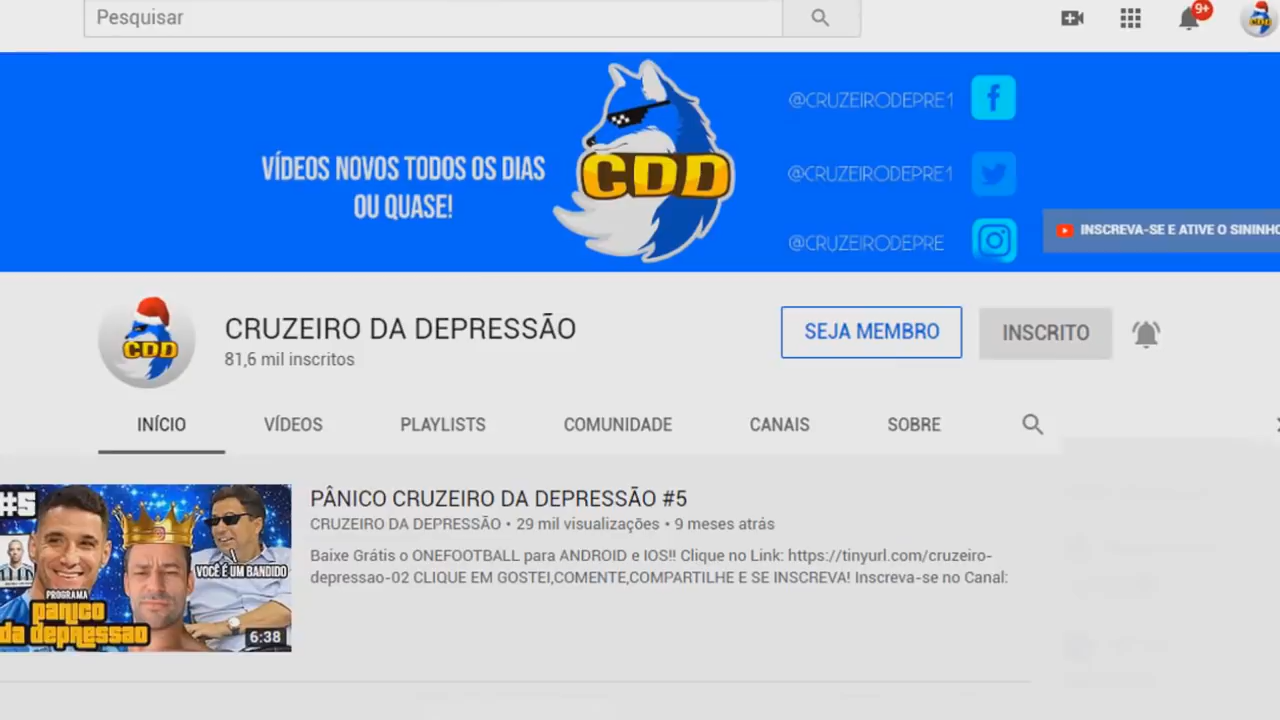 Pesquisar
9+
@CRUZEIRODEPRE1
VÍDEOS NOVOS TODOS OS DIAS
OU QUASE!
CDD
@CRUZEIRODEPRE1
@CRUZEIRODEPRE
INSCREVA-SE E ATIVE O SININHO
CDD
CRUZEIRO DA DEPRESSÃO
81,6 mil inscritos
SEJA MEMBRO
INSCRITO
INÍCIO
VÍDEOS
PLAYLISTS
COMUNIDADE
CANAIS
SOBRE
#5
VOCÊ É UM BANDIDO
PROGRAMA
panico
da depressao
6:38
PÂNICO CRUZEIRO DA DEPRESSÃO #5
CRUZEIRO DA DEPRESSÃO • 29 mil visualizações • 9 meses atrás
Baixe Grátis o ONEFOOTBALL para ANDROID e IOS!! Clique no Link: https://tinyurl.com/cruzeiro-
depressao-02 CLIQUE EM GOSTEI,COMENTE,COMPARTILHE E SE INSCREVA! Inscreva-se no Canal: